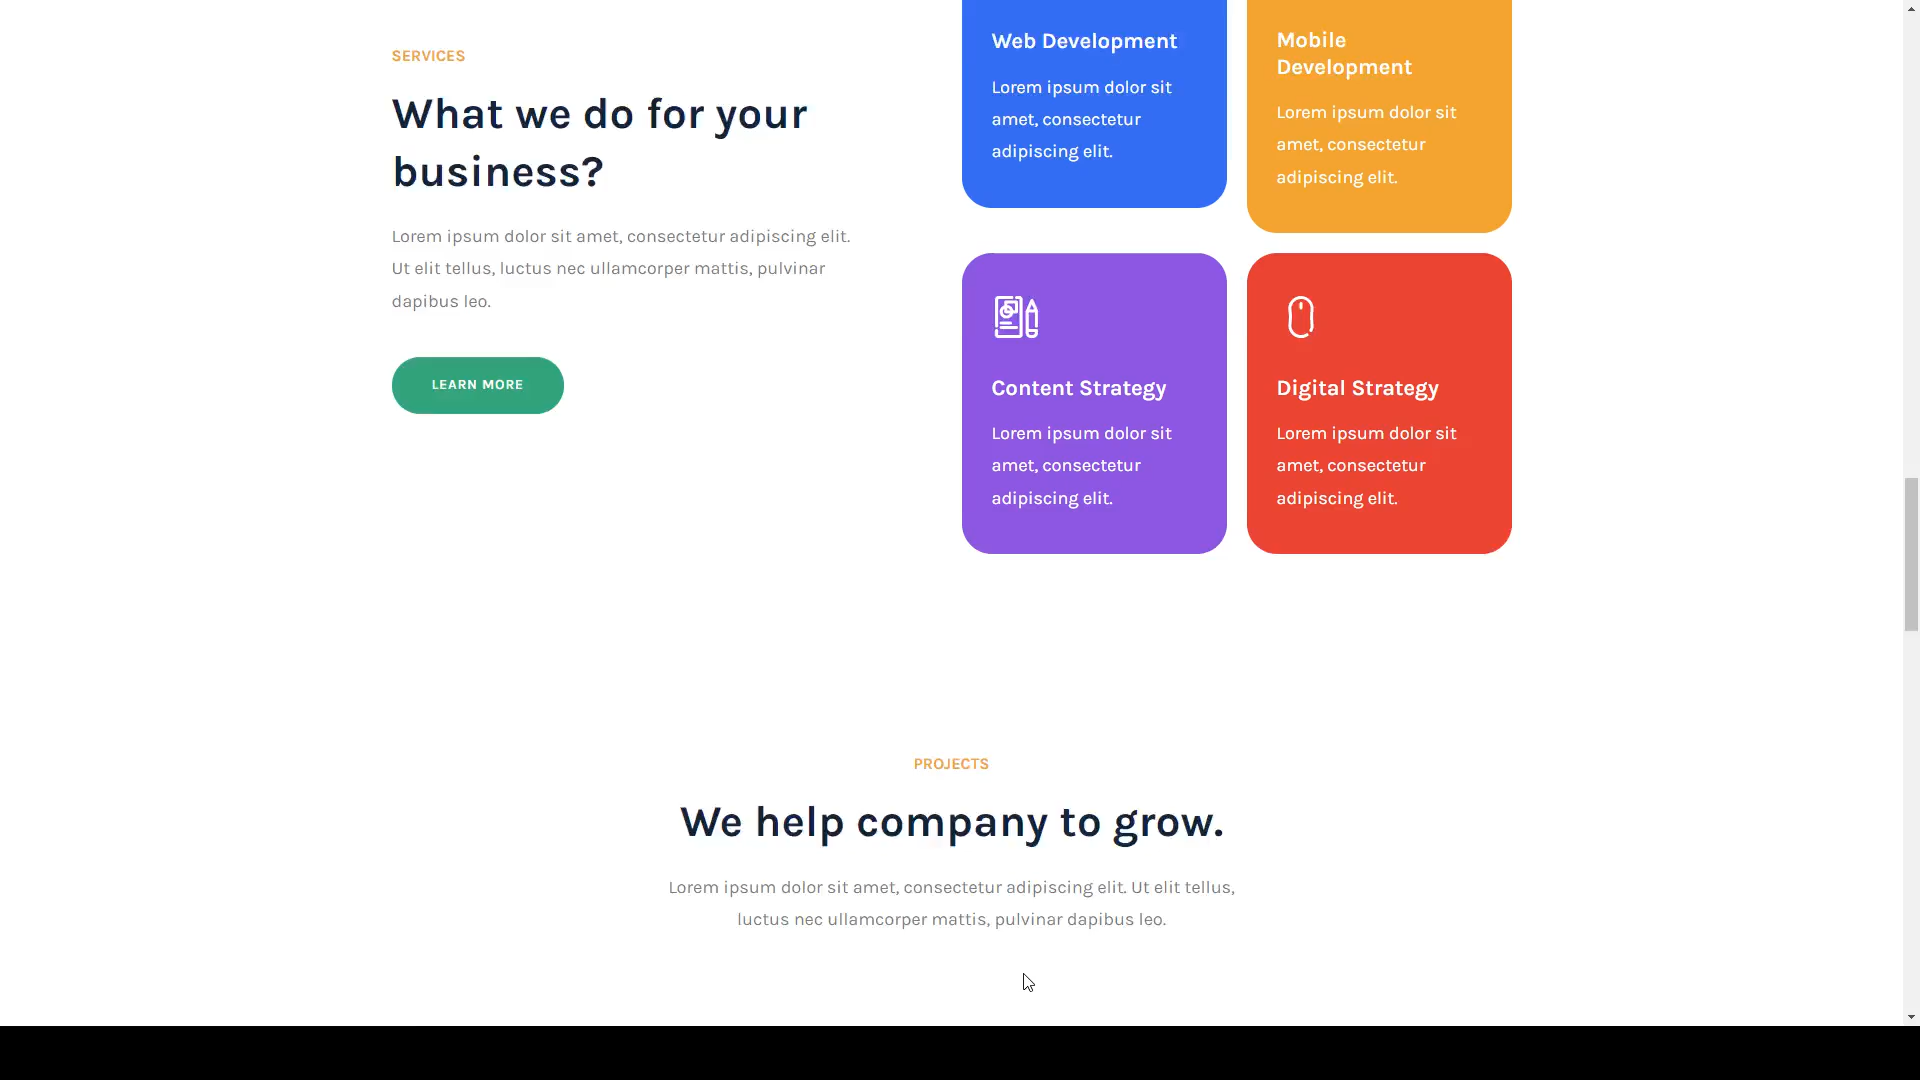 SERVICES
What we do for your
business?
Lorem ipsum dolor sit amet, consectetur adipiscing elit.
Ut elit tellus, luctus nec ullamcorper mattis, pulvinar
dapibus leo.
LEARN MORE
Web Development
Lorem ipsum dolor sit
amet, consectetur
adipiscing elit.
Mobile
Development
Lorem ipsum dolor sit
amet, consectetur
adipiscing elit.
Content Strategy
Lorem ipsum dolor sit
amet, consectetur
adipiscing elit.
Digital Strategy
Lorem ipsum dolor sit
amet, consectetur
adipiscing elit.
PROJECTS
We help company to grow.
Lorem ipsum dolor sit amet, consectetur adipiscing elit. Ut elit tellus,
luctus nec ullamcorper mattis, pulvinar dapibus leo.